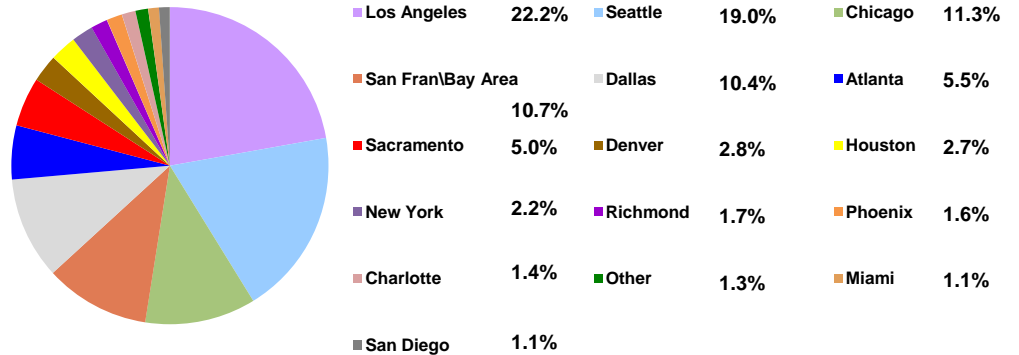 Los Angeles 22.2% Seattle 19.0% Chicago 11.3%
San Fran\Bay Area 10.7% Dallas 10.4% Atlanta 5.5%
Sacramento 5.0% Denver 2.8% Houston 2.7%
New York 2.2% Richmond 1.7% Phoenix 1.6%
Charlotte 1.4% Other 1.3% Miami 1.1%
San Diego 1.1%